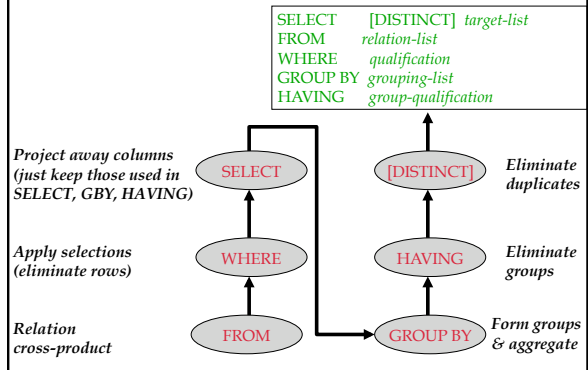 SELECT [DISTINCT] target-list
FROM relation-list
WHERE qualification
GROUP BY grouping-list
HAVING group-qualification
Project away columns
(just keep those used in
SELECT, GBY, HAVING)
SELECT
[DISTINCT]
Eliminate
duplicates
Apply selections
(eliminate rows)
WHERE
HAVING
Eliminate
groups
Relation
cross-product
FROM
GROUP BY
Form groups
& aggregate